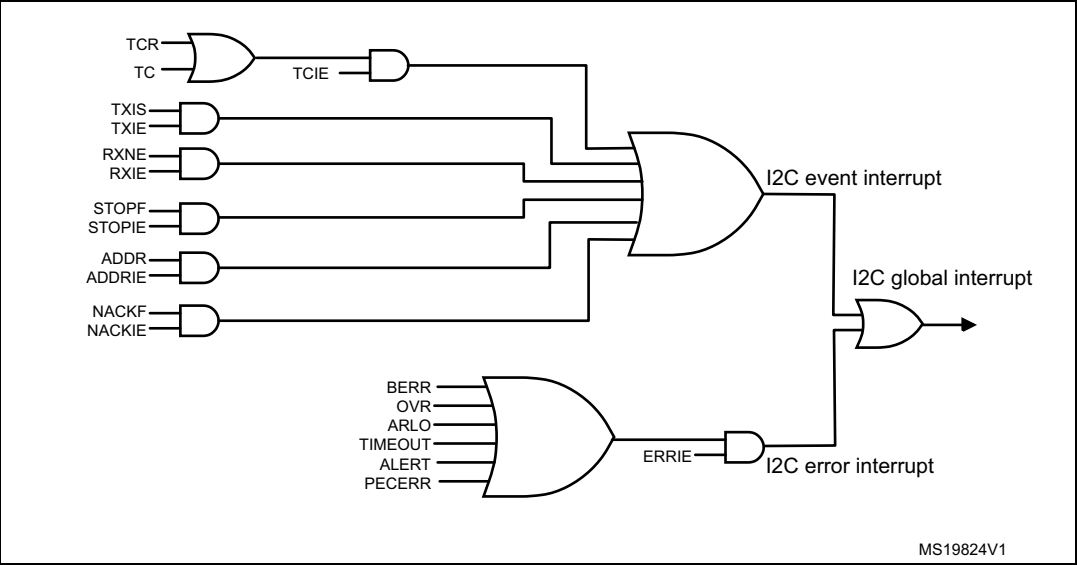 TCR
TC
TCIE
TXIS
TXIE
RXNE
RXIE
STOPF
STOPIE
ADDR
ADDRIE
NACKF
NACKIE
I2C event interrupt
I2C global interrupt
BERR
OVR
ARLO
TIMEOUT
ALERT
PECERR
ERRIE
I2C error interrupt
MS19824V1